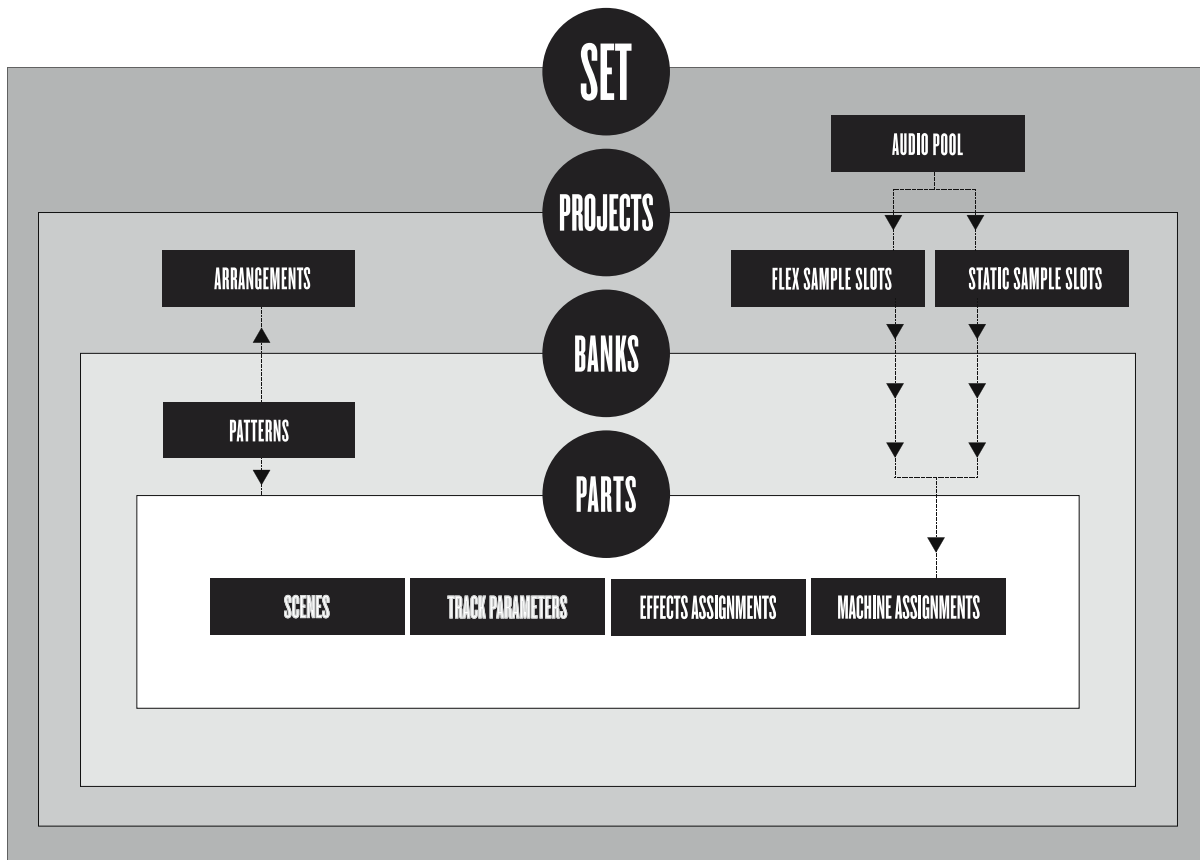 SET
AUDIO POOL
PROJECTS
ARRANGEMENTS
FLEX SAMPLE SLOTS
STATIC SAMPLE SLOTS
BANKS
PATTERNS
PARTS
SCENES
TRACK PARAMETERS
EFFECTS ASSIGNMENTS
MACHINE ASSIGNMENTS